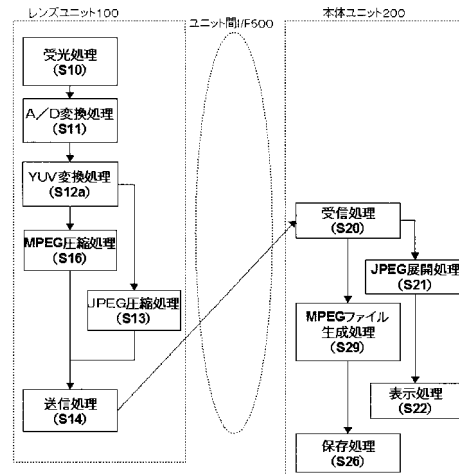 レンズユニット100
受光処理
(S10)
A/D変換処理
(S11)
YUV変換処理
(S12a)
MPEG圧縮処理
(S16)
JPEG圧縮処理
(S13)
送信処理
(S14)
ユニット間I/F600
本体ユニット200
受信処理
(S20)
JPEG展開処理
(S21)
MPEGファイル
生成処理
(S29)
表示処理
(S22)
保存処理
(S26)